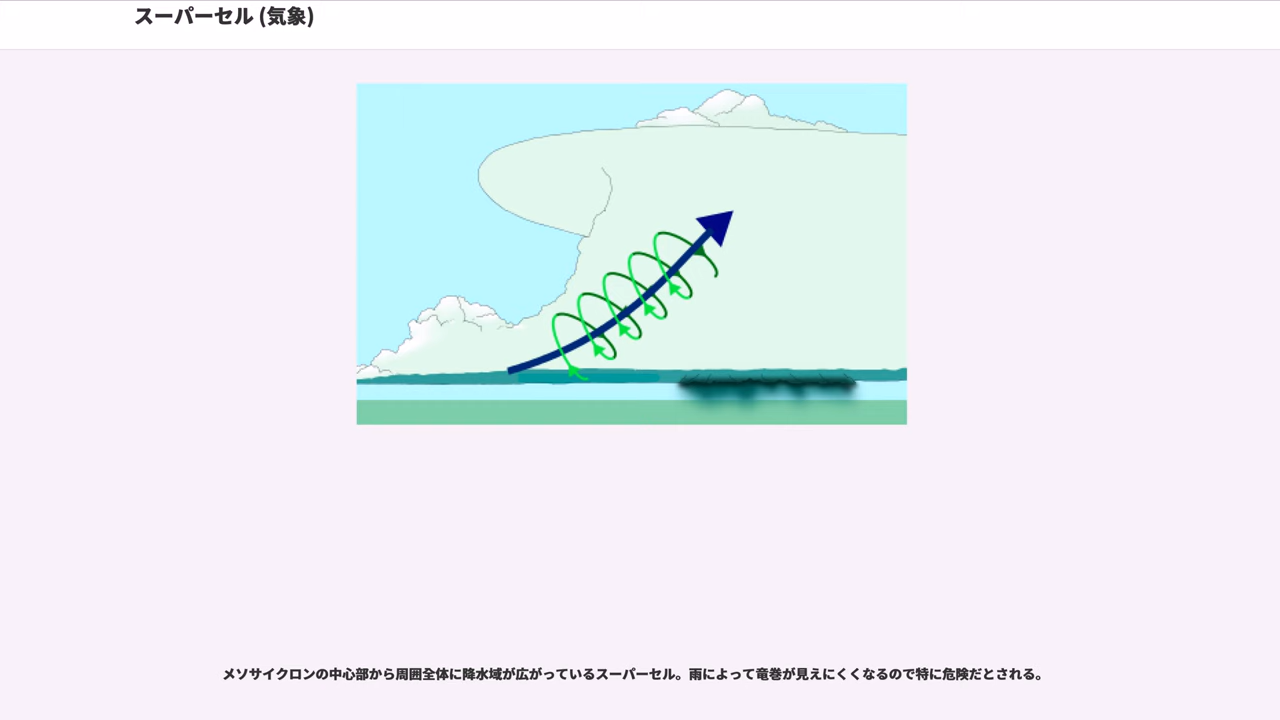 スーパーセル (気象)
メソサイクロンの中心部から周囲全体に降水域が広がっているスーパーセル。雨によって竜巻が見えにくくなるので特に危険だとされる。